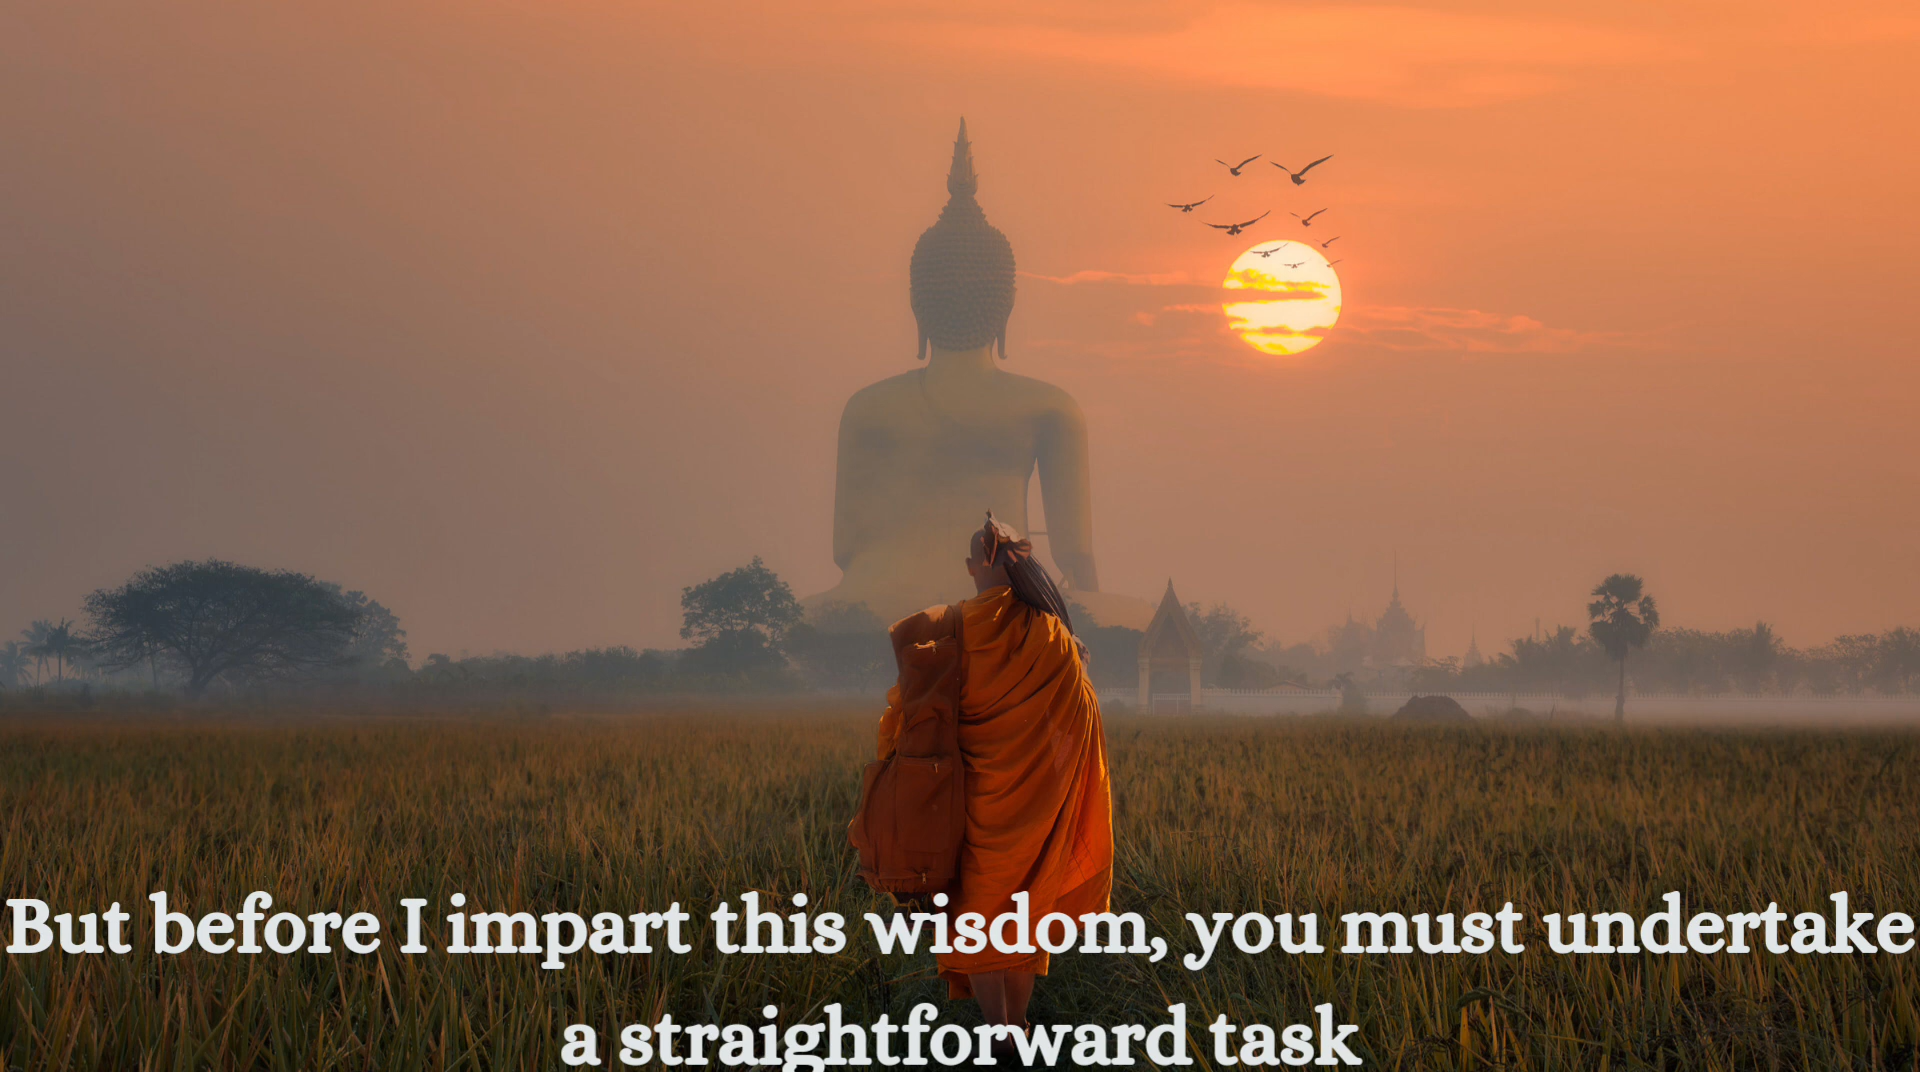 But before I impart this wisdom, you must undertake
a straightforward task